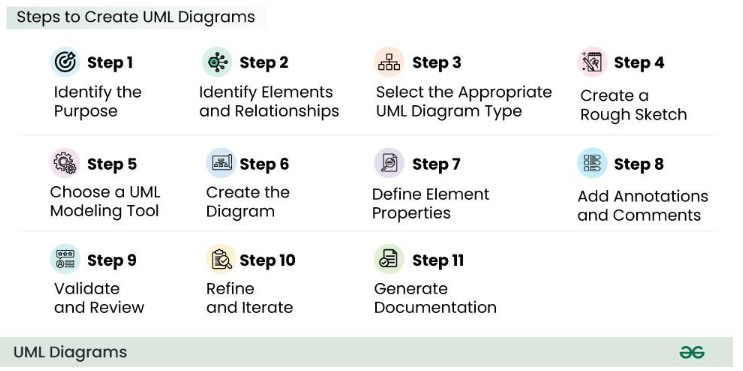 Steps to Create UML Diagrams
Step 1
Identify the
Purpose
Step 2
Identify Elements
and Relationships
Step 3
Select the Appropriate
UML Diagram Type
Step 4
Create a
Rough Sketch
Step 5
Choose a UML
Modeling Tool
Step 6
Create the
Diagram
Step 7
Define Element
Properties
Step 8
Add Annotations
and Comments
Step 9
Validate
and Review
Step 10
Refine
and Iterate
Step 11
Generate
Documentation
UML Diagrams